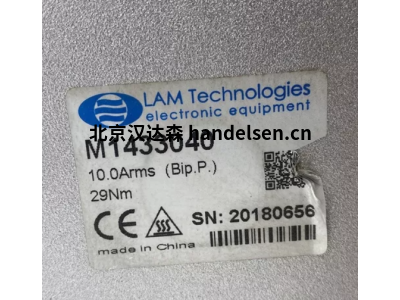 LAM Technologies
electronic equipment
北京汉达森 handelsen.cn
M1433040
10.0Arms (Bip.P.)
29Nm
SN: 20180656
CE
SSS
made in China